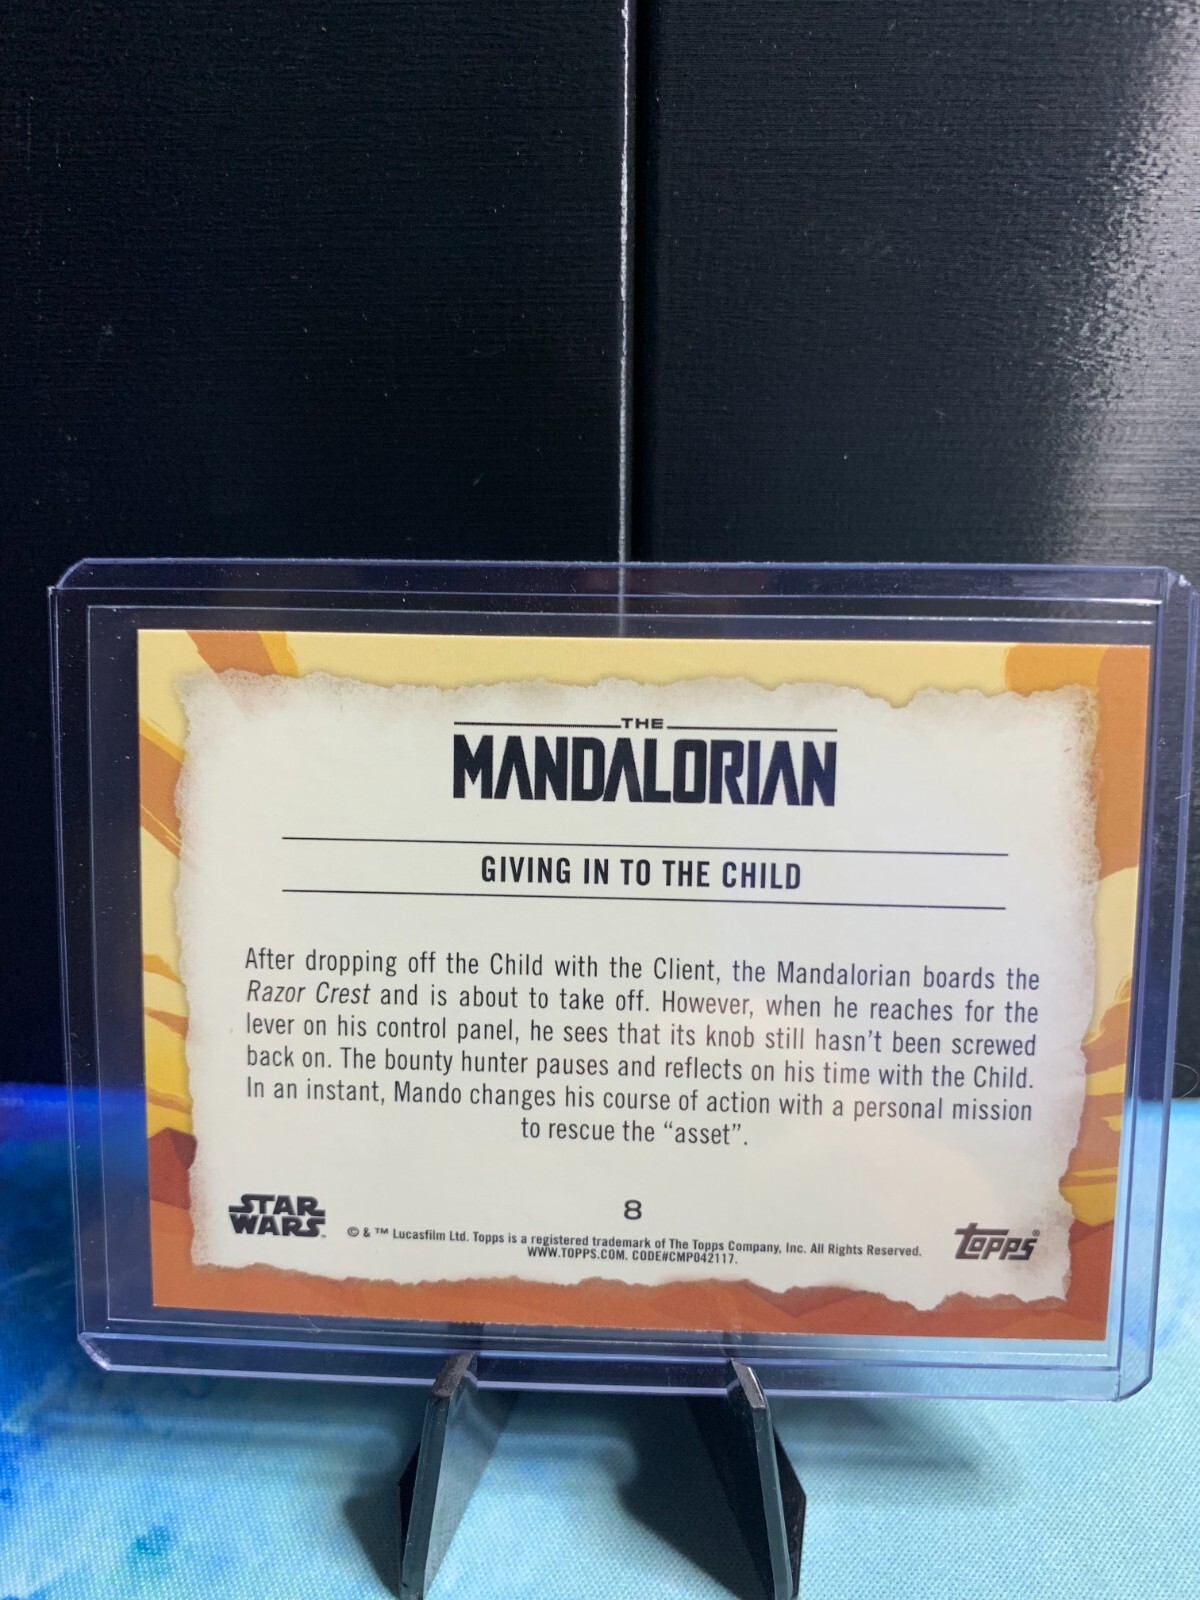 THE
MANDALORIAN
GIVING IN TO THE CHILD
After dropping off the Child with the Client, the Mandalorian boards the
Razor Crest and is about to take off. However, when he reaches for the
lever on his control panel, he sees that its knob still hasn't been screwed
back on. The bounty hunter pauses and reflects on his time with the Child.
In an instant, Mando changes his course of action with a personal mission
to rescue the “asset”.
8
STAR
WARS™
© & ™ Lucasfilm Ltd. Topps is a registered trademark of The Topps Company, Inc. All Rights Reserved.
WWW.TOPPS.COM. CODE#CMP042117.
topps®